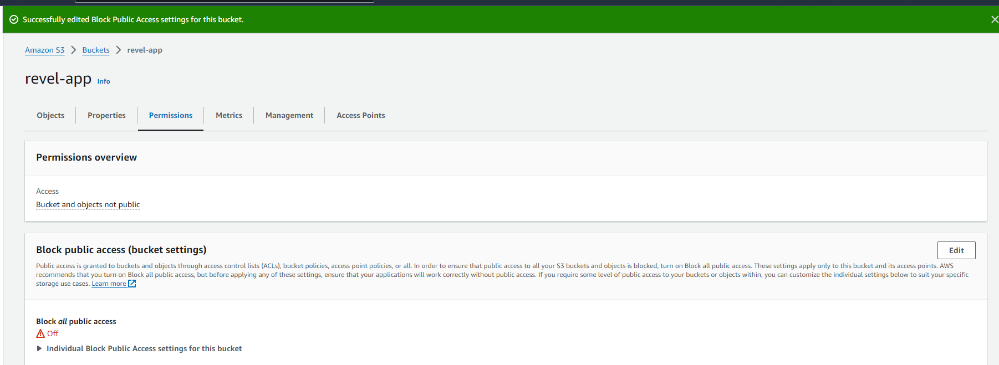 Successfully edited Block Public Access settings for this bucket.
Amazon S3 > Buckets > revel-app
revel-app Info
Objects Properties Permissions Metrics Management Access Points
Permissions overview
Access
Bucket and objects not public
Block public access (bucket settings)
Edit
Public access is granted to buckets and objects through access control lists (ACLs), bucket policies, access point policies, or all. In order to ensure that public access to all your S3 buckets and objects is blocked, turn on Block all public access. These settings apply only to this bucket and its access points. AWS
recommends that you turn on Block all public access, but before applying any of these settings, ensure that your applications will work correctly without public access. If you require some level of public access to your buckets or objects within, you can customize the individual settings below to suit your specific
storage use cases. Learn more
Block all public access
Off
Individual Block Public Access settings for this bucket